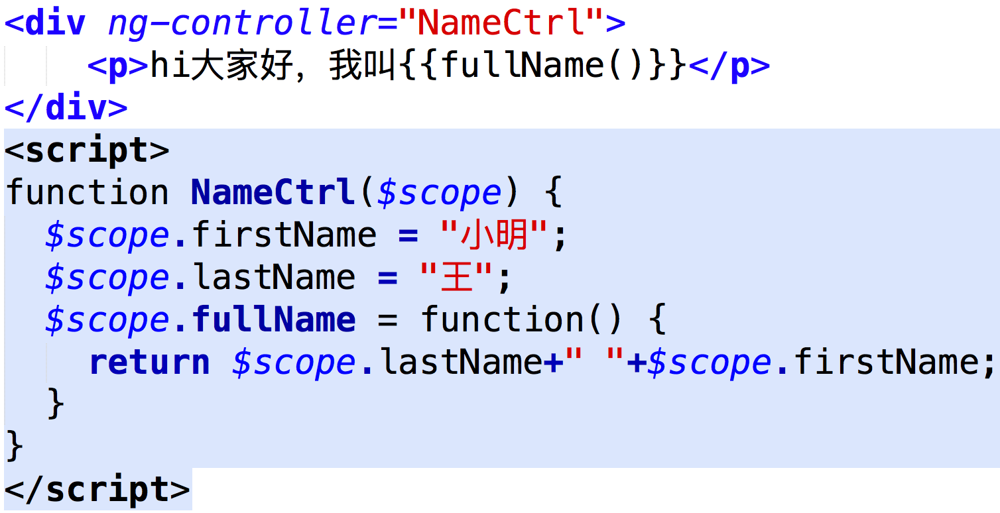 <div ng-controller="NameCtrl">
    <p>hi大家好，我叫{{fullName()}}</p>
</div>
<script>
function NameCtrl($scope) {
  $scope.firstName = "小明";
  $scope.lastName = "王";
  $scope.fullName = function() {
    return $scope.lastName+" "+$scope.firstName;
  }
}
</script>